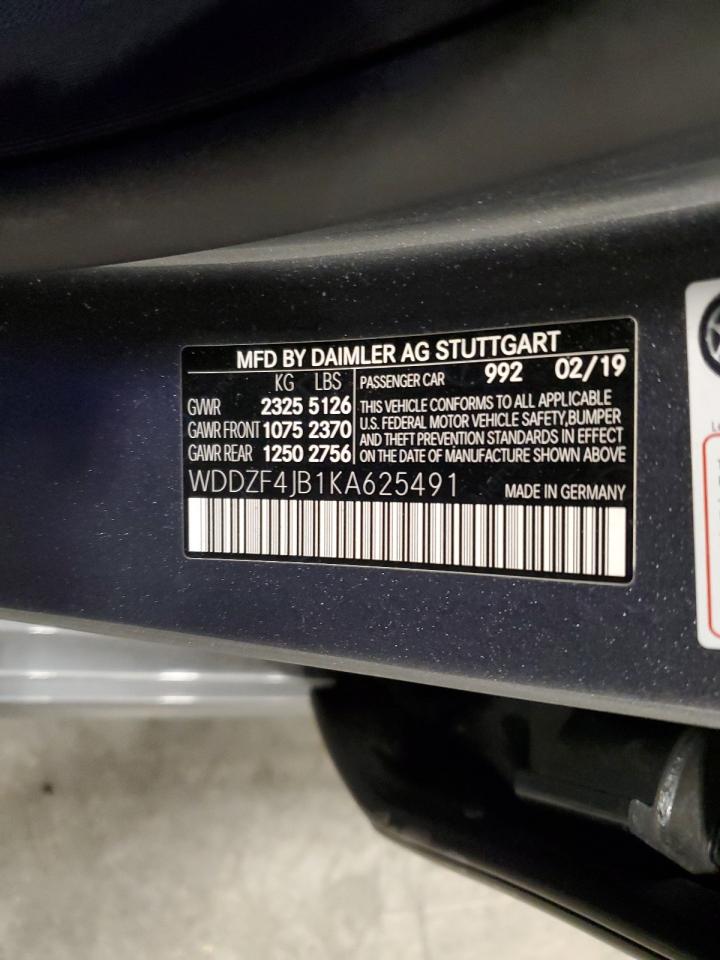 MFD BY DAIMLER AG STUTTGART
KG LBS
GVWR 2325 5126
GAWR FRONT 1075 2370
GAWR REAR 1250 2756
PASSENGER CAR 992 02/19
THIS VEHICLE CONFORMS TO ALL APPLICABLE
U.S. FEDERAL MOTOR VEHICLE SAFETY,BUMPER
AND THEFT PREVENTION STANDARDS IN EFFECT
ON THE DATE OF MANUFACTURE SHOWN ABOVE
WDDZF4JB1KA625491 MADE IN GERMANY